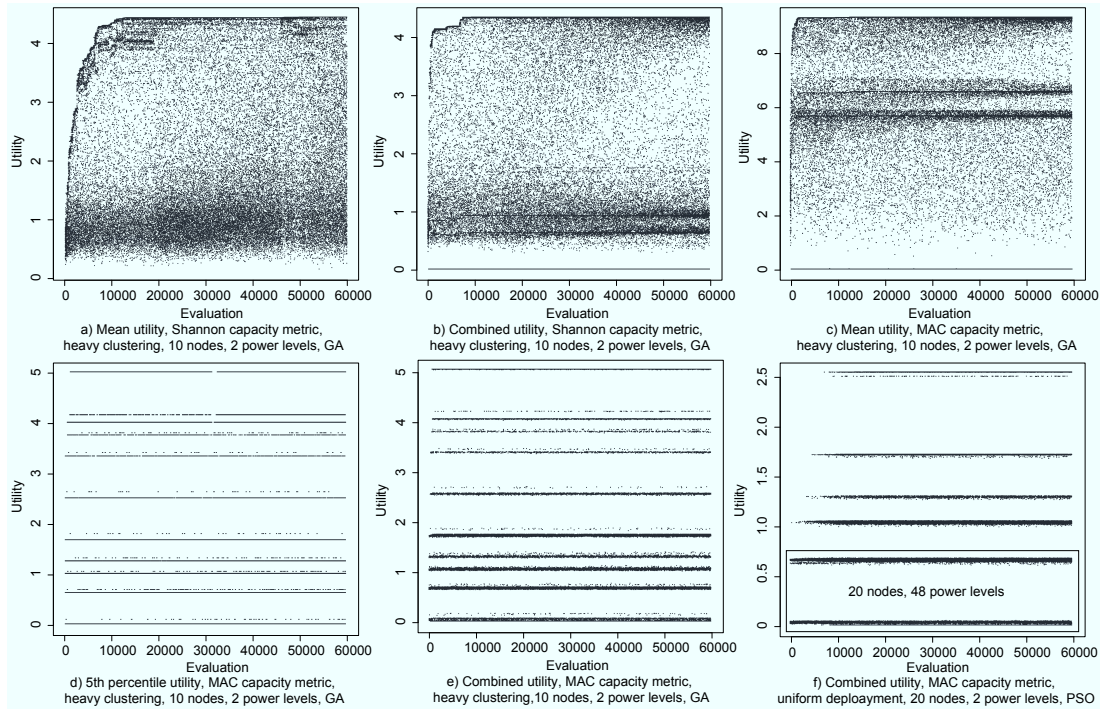 4
3
2
1
0
Utility
0 10000 20000 30000 40000 50000 60000
Evaluation
a) Mean utility, Shannon capacity metric,
heavy clustering, 10 nodes, 2 power levels, GA
4
3
2
1
0
Utility
0 10000 20000 30000 40000 50000 60000
Evaluation
b) Combined utility, Shannon capacity metric,
heavy clustering, 10 nodes, 2 power levels, GA
8
6
4
2
0
Utility
0 10000 20000 30000 40000 50000 60000
Evaluation
c) Mean utility, MAC capacity metric,
heavy clustering, 10 nodes, 2 power levels, GA
5
4
3
2
1
0
Utility
0 10000 20000 30000 40000 50000 60000
Evaluation
d) 5th percentile utility, MAC capacity metric,
heavy clustering, 10 nodes, 2 power levels, GA
5
4
3
2
1
0
Utility
0 10000 20000 30000 40000 50000 60000
Evaluation
e) Combined utility, MAC capacity metric,
heavy clustering,10 nodes, 2 power levels, GA
2.5
2.0
1.5
1.0
0.5
0.0
Utility
20 nodes, 48 power levels
0 10000 20000 30000 40000 50000 60000
Evaluation
f) Combined utility, MAC capacity metric,
uniform deploayment, 20 nodes, 2 power levels, PSO